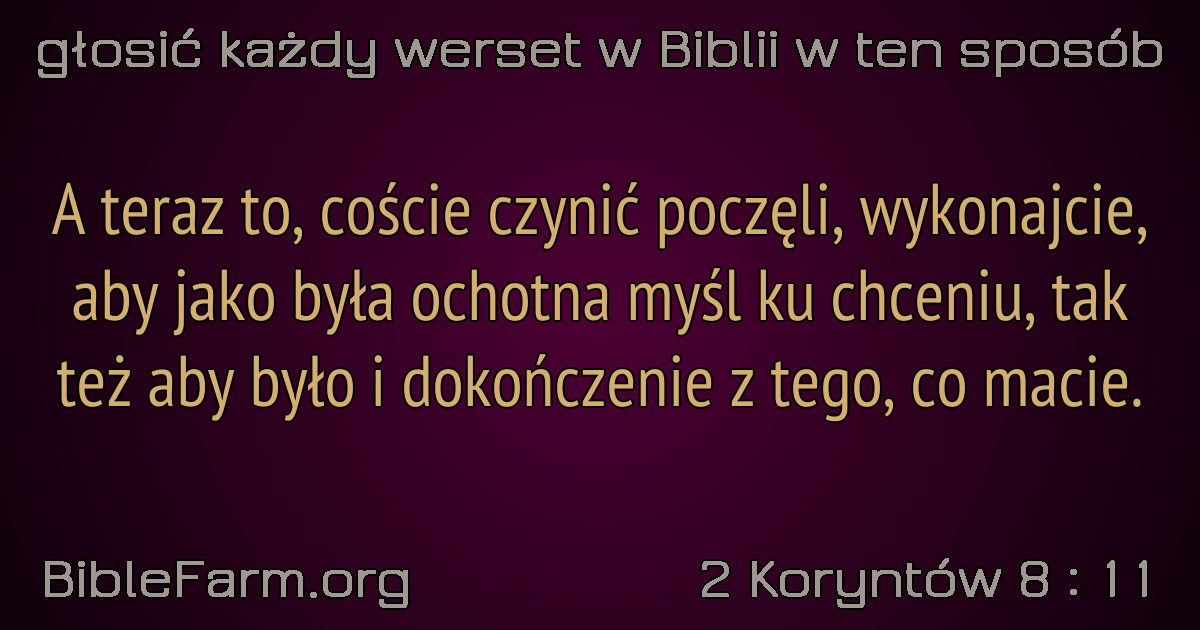 głosić każdy werset w Biblii w ten sposób
A teraz to, coście czynić poczęli, wykonajcie,
aby jako była ochotna myśl ku chceniu, tak
też aby było i dokończenie z tego, co macie.
BibleFarm.org
2 Koryntów 8 : 11